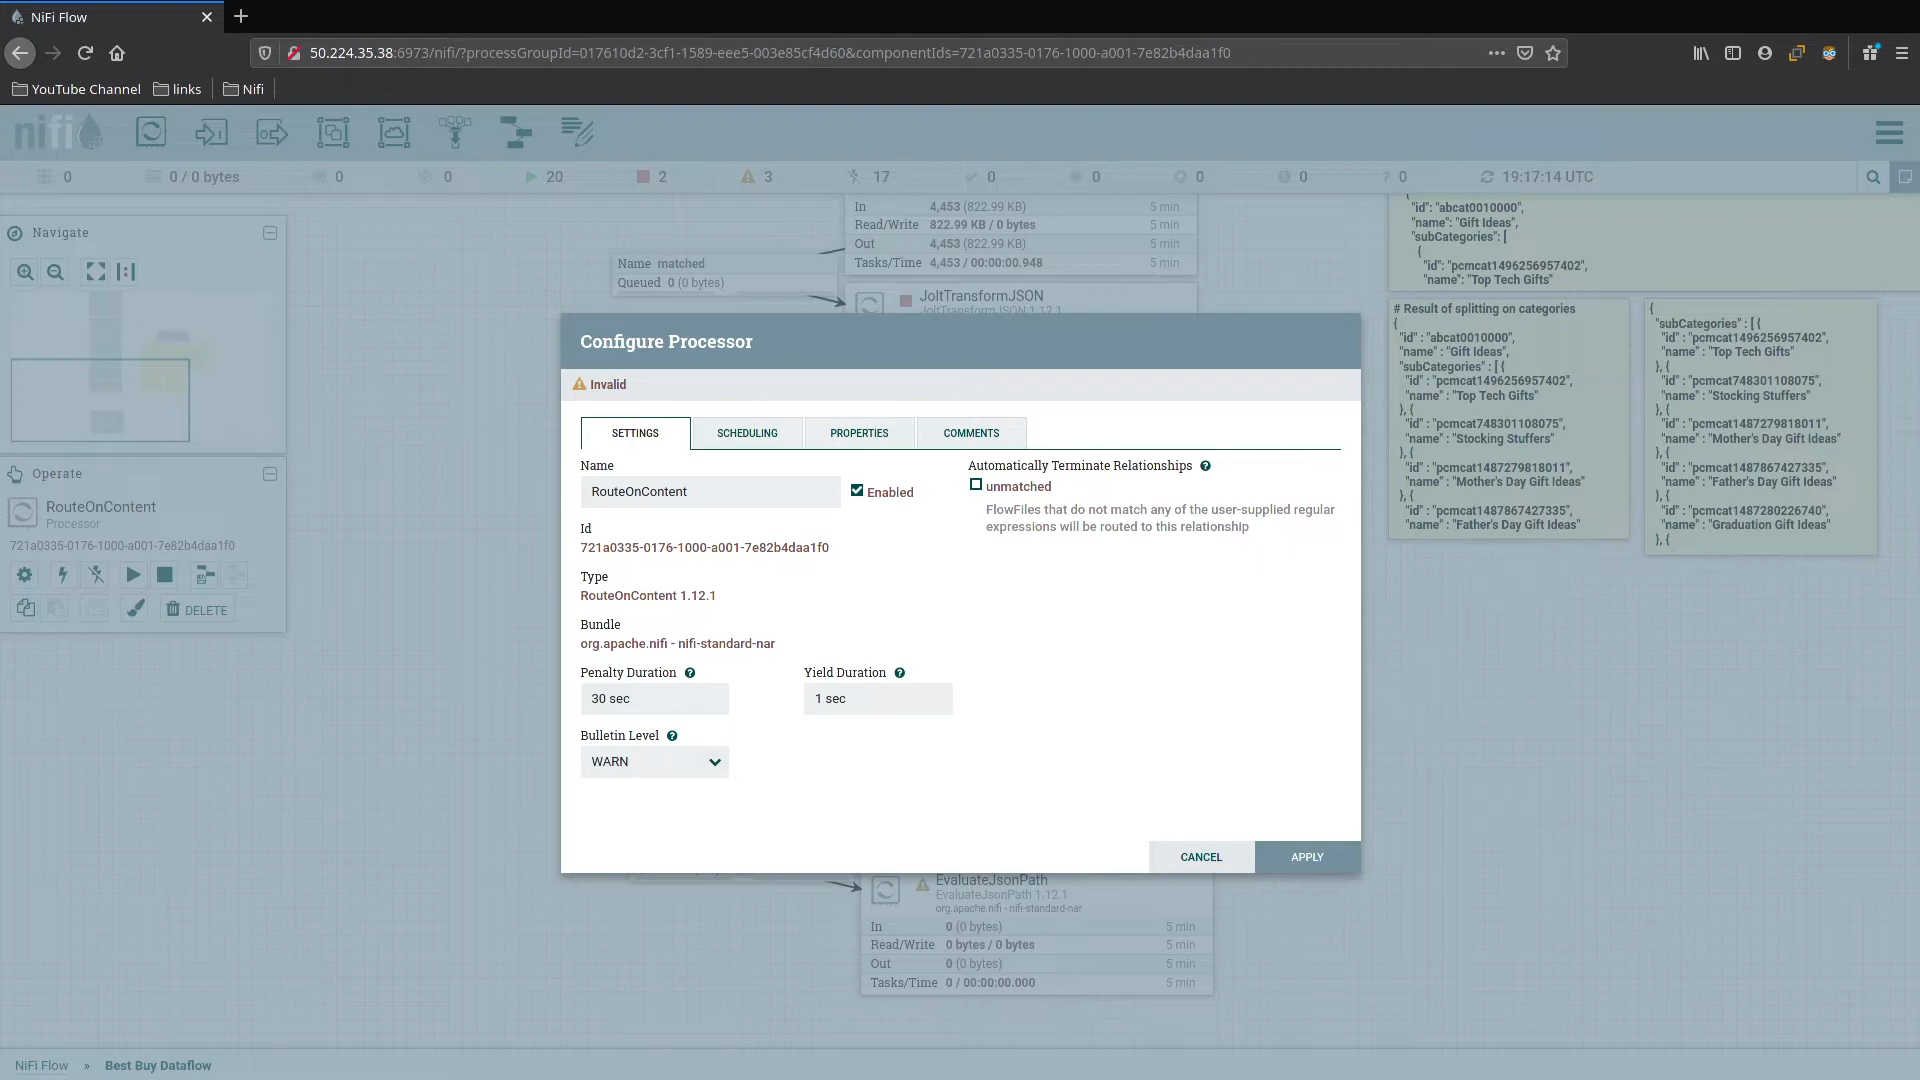 NiFi Flow
50.224.35.38:6973/nifi/?processGroupId=017610d2-3cf1-1589-eee5-003e85cf4d60&componentIds=721a0335-0176-1000-a001-7e82b4daa1f0
YouTube Channel links Nifi
nifi
0 0 / 0 bytes 0 0 20 2 3 17 0 0 0 0 0 19:17:14 UTC
Navigate
Operate
RouteOnContent
Processor
721a0335-0176-1000-a001-7e82b4daa1f0
DELETE
In 4,453 (822.99 KB) 5 min
Read/Write 822.99 KB / 0 bytes 5 min
Out 4,453 (822.99 KB) 5 min
Tasks/Time 4,453 / 00:00:00.948 5 min
Name matched
Queued 0 (0 bytes)
JoltTransformJSON
JoltTransformJSON 1.12.1
Configure Processor
Invalid
SETTINGS SCHEDULING PROPERTIES COMMENTS
Name
RouteOnContent
Enabled
Id
721a0335-0176-1000-a001-7e82b4daa1f0
Type
RouteOnContent 1.12.1
Bundle
org.apache.nifi - nifi-standard-nar
Penalty Duration Yield Duration
30 sec 1 sec
Bulletin Level
WARN
Automatically Terminate Relationships
unmatched
FlowFiles that do not match any of the user-supplied regular
expressions will be routed to this relationship
CANCEL APPLY
EvaluateJsonPath
EvaluateJsonPath 1.12.1
org.apache.nifi - nifi-standard-nar
In 0 (0 bytes) 5 min
Read/Write 0 bytes / 0 bytes 5 min
Out 0 (0 bytes) 5 min
Tasks/Time 0 / 00:00:00.000 5 min
{
"id": "abcat0010000",
"name": "Gift Ideas",
"subCategories": [
{
"id": "pcmcat1496256957402",
"name": "Top Tech Gifts"
# Result of splitting on categories
{
"id" : "abcat0010000",
"name" : "Gift Ideas",
"subCategories" : [ {
"id" : "pcmcat1496256957402",
"name" : "Top Tech Gifts"
}, {
"id" : "pcmcat748301108075",
"name" : "Stocking Stuffers"
}, {
"id" : "pcmcat1487279818011",
"name" : "Mother's Day Gift Ideas"
}, {
"id" : "pcmcat1487867427335",
"name" : "Father's Day Gift Ideas"
{
"subCategories" : [ {
"id" : "pcmcat1496256957402",
"name" : "Top Tech Gifts"
}, {
"id" : "pcmcat748301108075",
"name" : "Stocking Stuffers"
}, {
"id" : "pcmcat1487279818011",
"name" : "Mother's Day Gift Ideas"
}, {
"id" : "pcmcat1487867427335",
"name" : "Father's Day Gift Ideas"
}, {
"id" : "pcmcat1487280226740",
"name" : "Graduation Gift Ideas"
}, {
NiFi Flow » Best Buy Dataflow